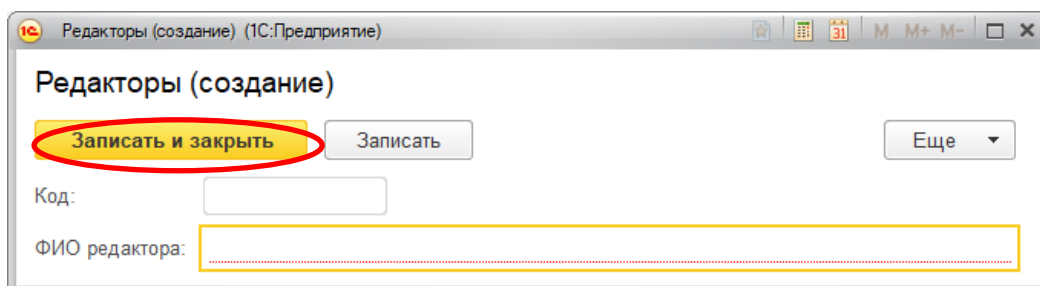 1С Редакторы (создание) (1С:Предприятие) 31 M M+ M-
Редакторы (создание)
Записать и закрыть Записать Еще
Код:
ФИО редактора: